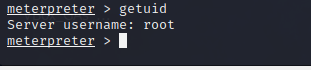 meterpreter > getuid
Server username: root
meterpreter >